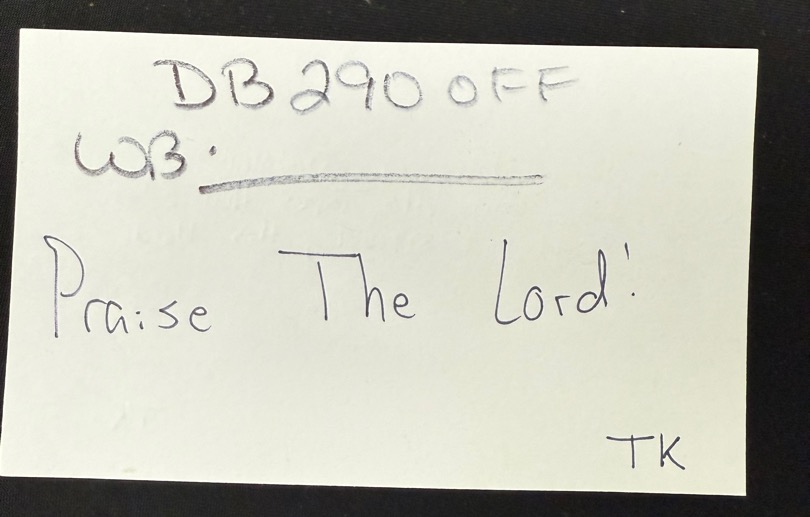 DB 290 OFF
WB.
Praise The Lord!
TK